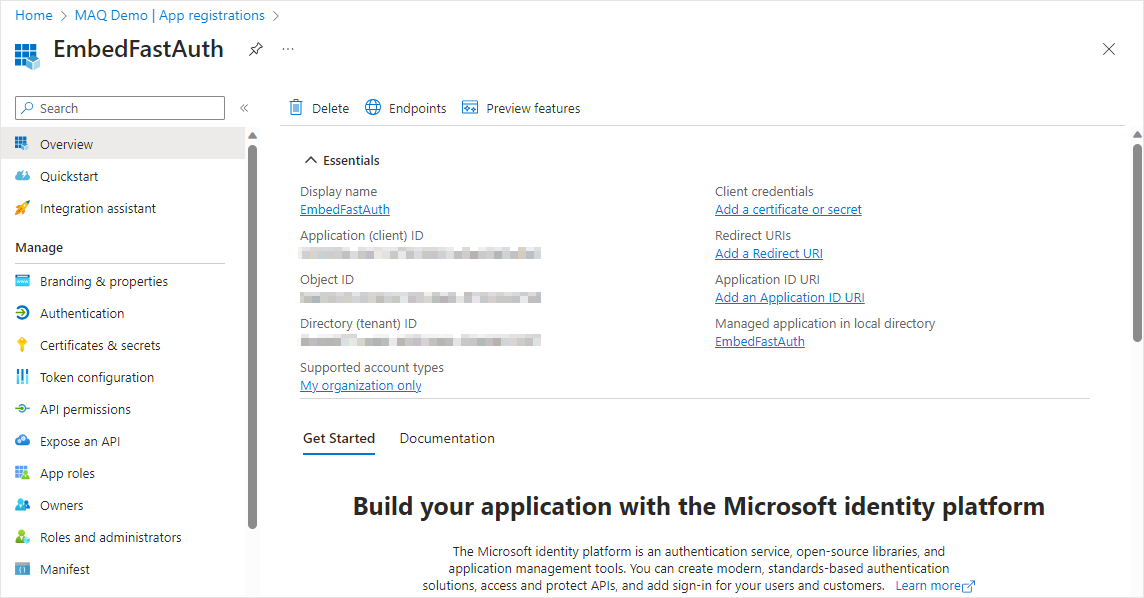 Home > MAQ Demo | App registrations >
EmbedFastAuth
Search
Overview
Quickstart
Integration assistant
Manage
Branding & properties
Authentication
Certificates & secrets
Token configuration
API permissions
Expose an API
App roles
Owners
Roles and administrators
Manifest
Delete
Endpoints
Preview features
Essentials
Display name
EmbedFastAuth
Application (client) ID
Object ID
Directory (tenant) ID
Supported account types
My organization only
Client credentials
Add a certificate or secret
Redirect URIs
Add a Redirect URI
Application ID URI
Add an Application ID URI
Managed application in local directory
EmbedFastAuth
Get Started
Documentation
Build your application with the Microsoft identity platform
The Microsoft identity platform is an authentication service, open-source libraries, and
application management tools. You can create modern, standards-based authentication
solutions, access and protect APIs, and add sign-in for your users and customers. Learn more